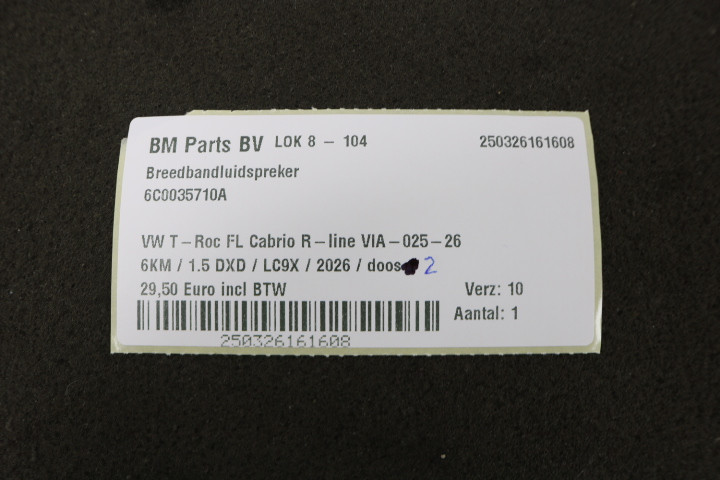 BM Parts BV LOK 8 - 104 250326161608
Breedbandluidspreker
6C0035710A
VW T-Roc FL Cabrio R-line VIA-025-26
6KM / 1.5 DXD / LC9X / 2026 / doos 2
29,50 Euro incl BTW Verz: 10
Aantal: 1
250326161608